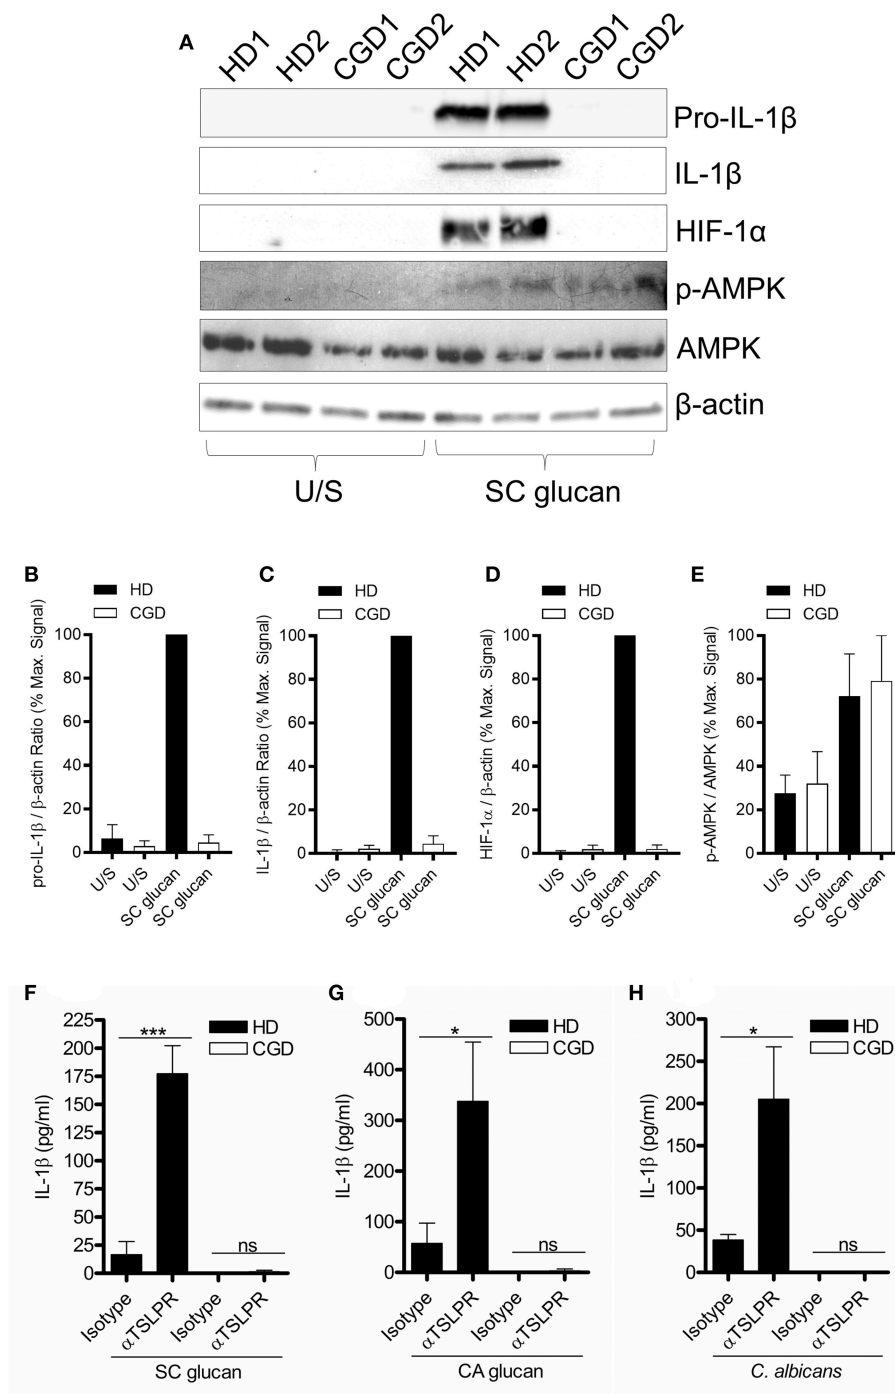 A
HD1 HD2 CGD1 CGD2 HD1 HD2 CGD1 CGD2
Pro-IL-1β
IL-1β
HIF-1α
p-AMPK
AMPK
β-actin
U/S SC glucan
B
HD
CGD
pro-IL-1β / β-actin Ratio (% Max. Signal)
100
80
60
40
20
0
U/S U/S SC glucan SC glucan
C
HD
CGD
IL-1β / β-actin Ratio (% Max. Signal)
100
80
60
40
20
0
U/S U/S SC glucan SC glucan
D
HD
CGD
HIF-1α / β-actin (% Max. Signal)
100
80
60
40
20
0
U/S U/S SC glucan SC glucan
E
HD
CGD
p-AMPK / AMPK (% Max. Signal)
100
80
60
40
20
0
U/S U/S SC glucan SC glucan
F
HD
CGD
IL-1β (pg/ml)
225
200
175
150
125
100
75
50
25
0
***
ns
Isotype αTSLPR Isotype αTSLPR
SC glucan
G
HD
CGD
IL-1β (pg/ml)
500
400
300
200
100
0
*
ns
Isotype αTSLPR Isotype αTSLPR
CA glucan
H
HD
CGD
IL-1β (pg/ml)
300
250
200
150
100
50
0
*
ns
Isotype αTSLPR Isotype αTSLPR
C. albicans